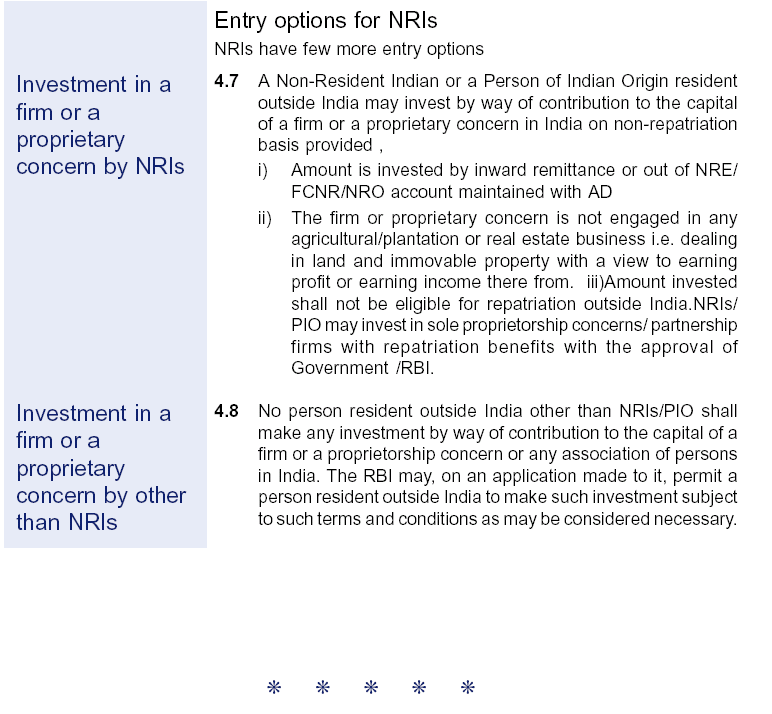 Entry options for NRIs
NRIs have few more entry options
Investment in a
firm or a
proprietary
concern by NRIs
4.7 A Non-Resident Indian or a Person of Indian Origin resident
outside India may invest by way of contribution to the capital
of a firm or a proprietary concern in India on non-repatriation
basis provided ,
i) Amount is invested by inward remittance or out of NRE/
FCNR/NRO account maintained with AD
ii) The firm or proprietary concern is not engaged in any
agricultural/plantation or real estate business i.e. dealing
in land and immovable property with a view to earning
profit or earning income there from. iii)Amount invested
shall not be eligible for repatriation outside India.NRIs/
PIO may invest in sole proprietorship concerns/ partnership
firms with repatriation benefits with the approval of
Government /RBI.
Investment in a
firm or a
proprietary
concern by other
than NRIs
4.8 No person resident outside India other than NRIs/PIO shall
make any investment by way of contribution to the capital of a
firm or a proprietorship concern or any association of persons
in India. The RBI may, on an application made to it, permit a
person resident outside India to make such investment subject
to such terms and conditions as may be considered necessary.